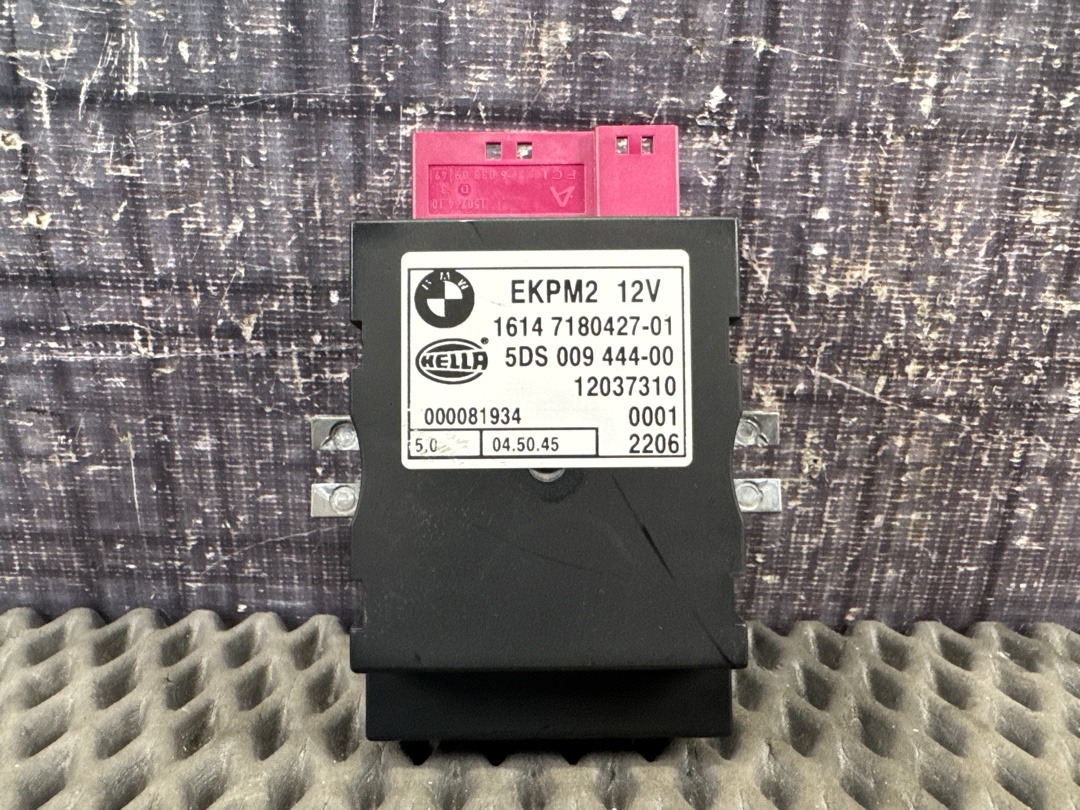 BMW
EKPM2 12V
1614 7180427-01
HELLA ®
5DS 009 444-00
12037310
000081934
0001
5.0
04.50.45
2206